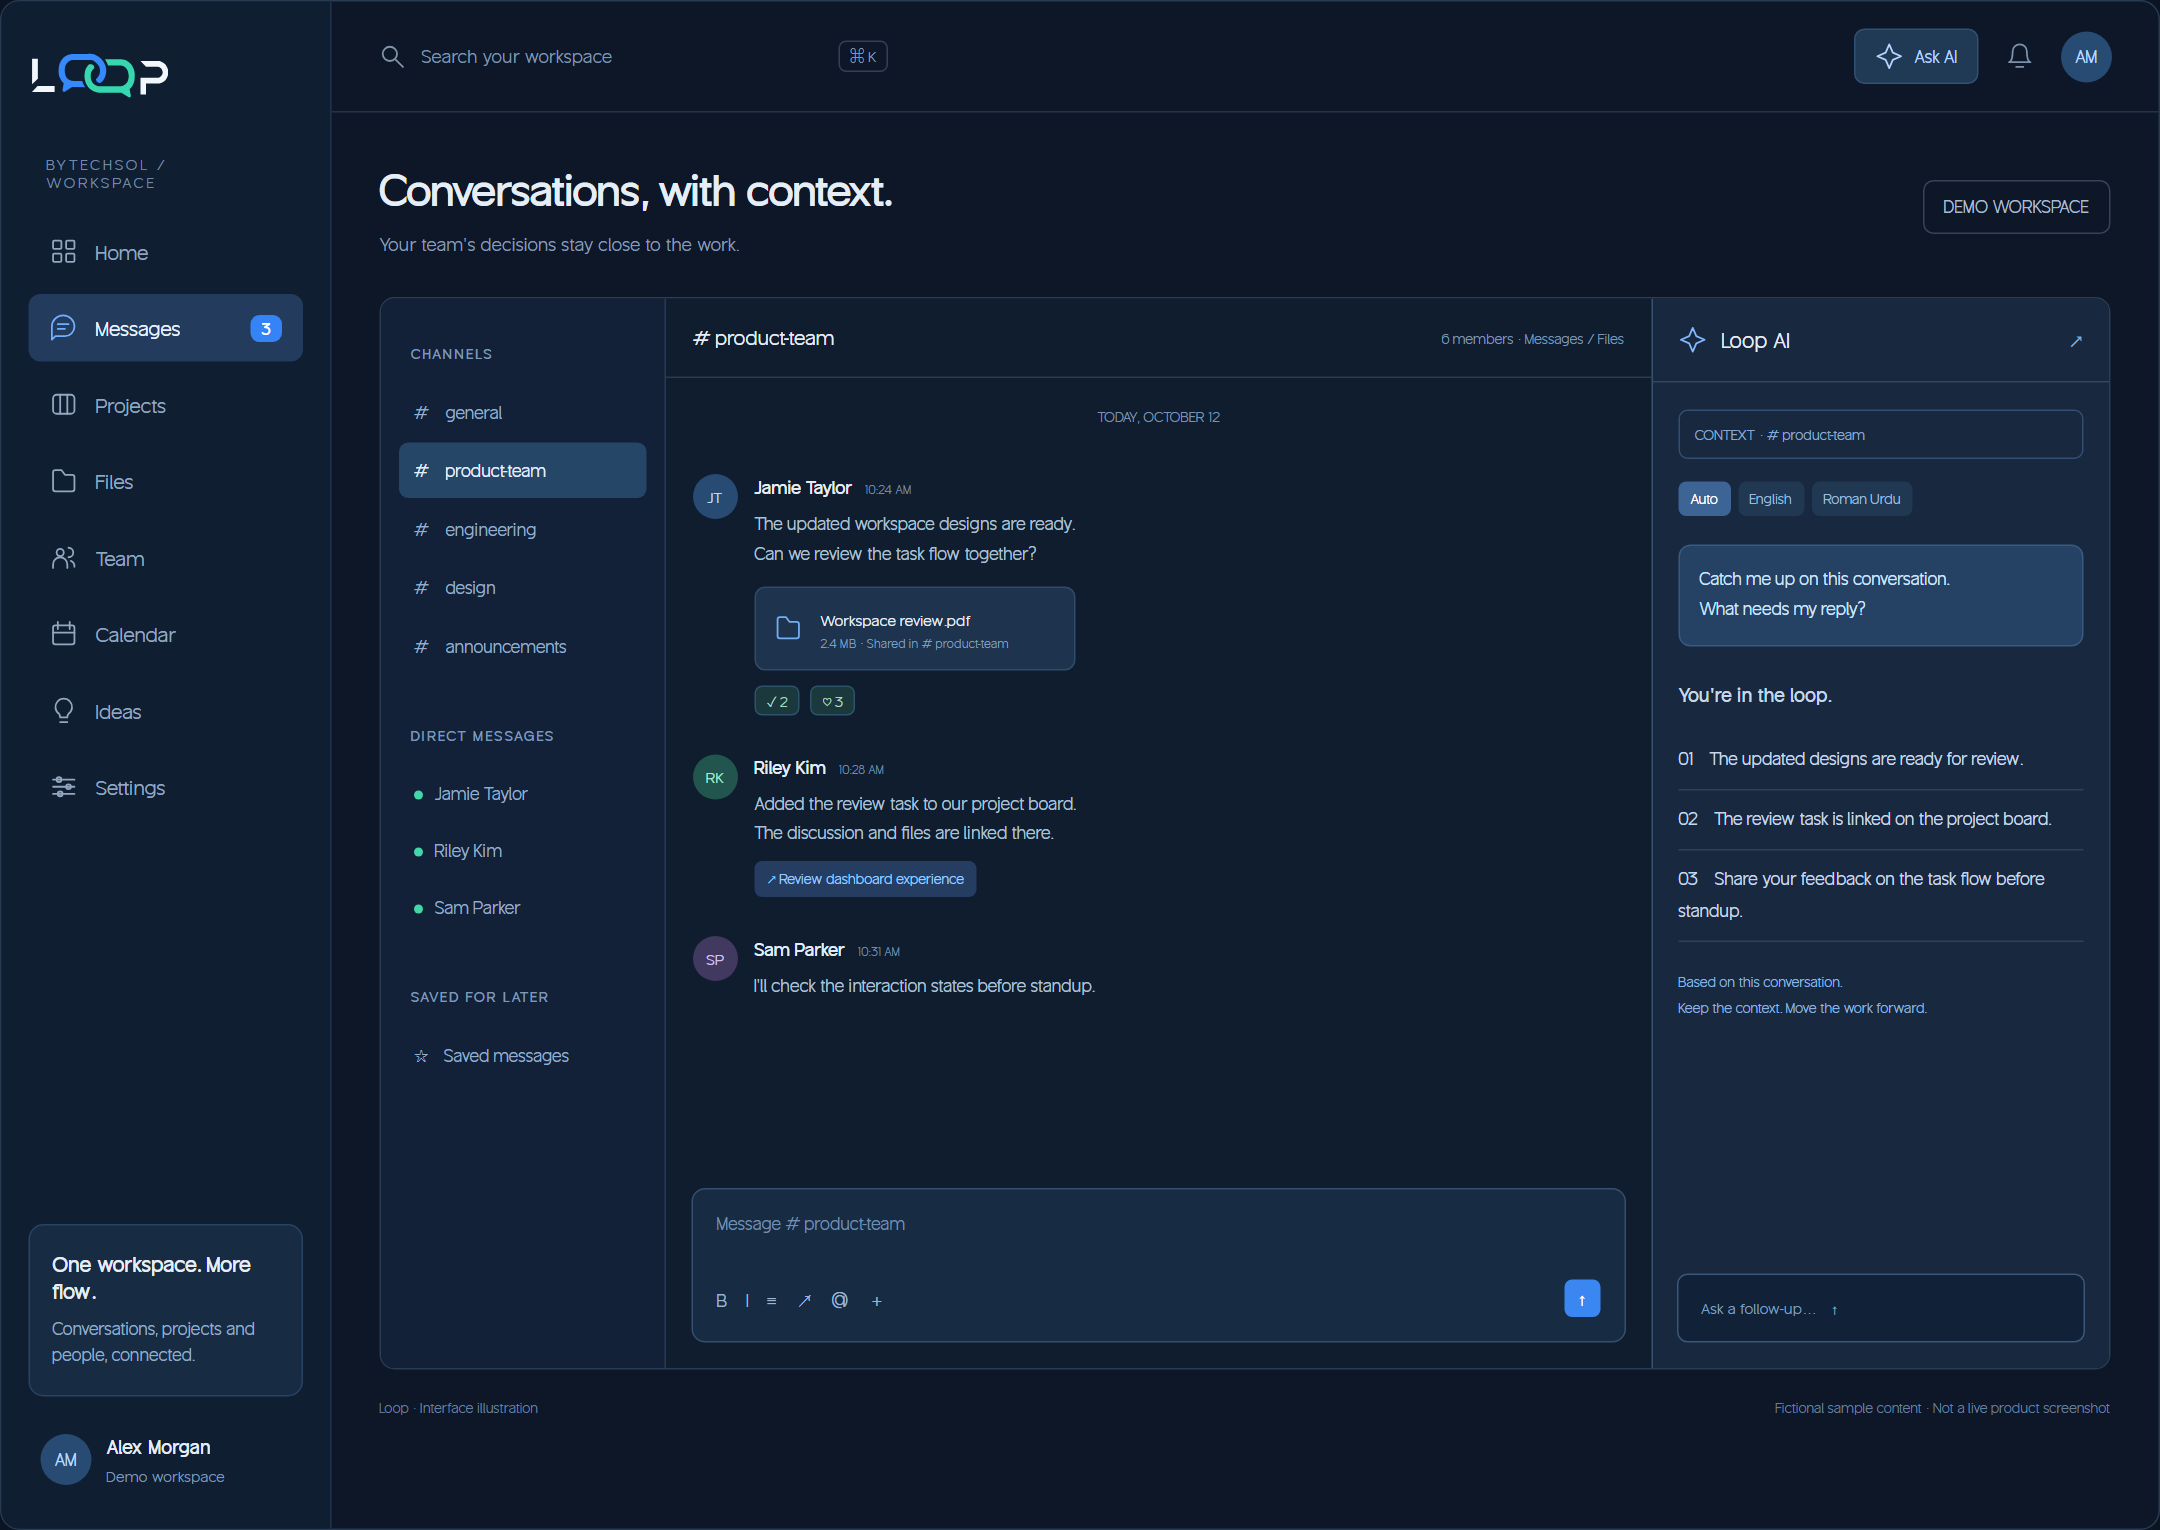 LOOP
BYTECHSOL /
WORKSPACE
Home
Messages 3
Projects
Files
Team
Calendar
Ideas
Settings
One workspace. More
flow.
Conversations, projects and
people, connected.
AM
Alex Morgan
Demo workspace
Search your workspace ⌘ K
Ask AI
AM
Conversations, with context.
Your team's decisions stay close to the work.
DEMO WORKSPACE
CHANNELS
# general
# product-team
# engineering
# design
# announcements
DIRECT MESSAGES
Jamie Taylor
Riley Kim
Sam Parker
SAVED FOR LATER
☆ Saved messages
# product-team
6 members · Messages / Files
TODAY, OCTOBER 12
JT
Jamie Taylor 10:24 AM
The updated workspace designs are ready.
Can we review the task flow together?
Workspace review.pdf
2.4 MB · Shared in # product-team
✓ 2 ♡ 3
RK
Riley Kim 10:28 AM
Added the review task to our project board.
The discussion and files are linked there.
↗ Review dashboard experience
SP
Sam Parker 10:31 AM
I'll check the interaction states before standup.
Message # product-team
B I ≡ ↗ @ + ↑
Loop AI ↗
CONTEXT · # product-team
Auto English Roman Urdu
Catch me up on this conversation.
What needs my reply?
You're in the loop.
01 The updated designs are ready for review.
02 The review task is linked on the project board.
03 Share your feedback on the task flow before
standup.
Based on this conversation.
Keep the context. Move the work forward.
Ask a follow-up... ↑
Loop · Interface illustration
Fictional sample content · Not a live product screenshot